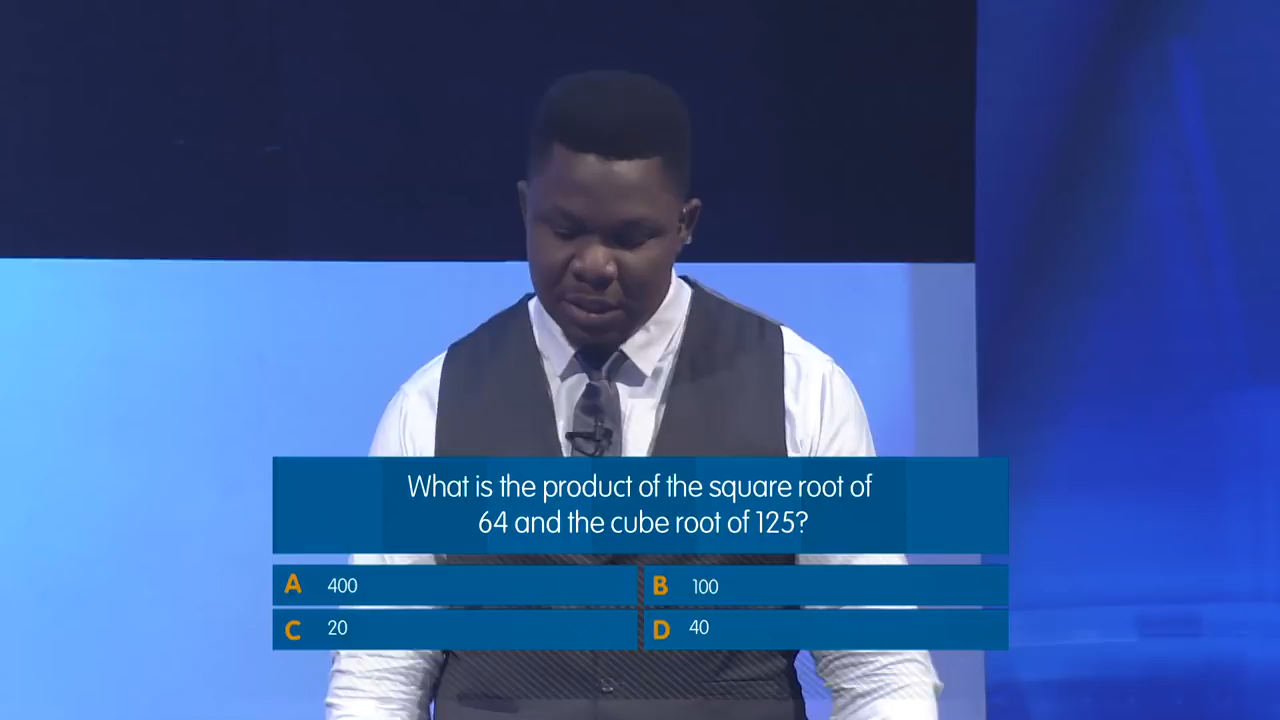 What is the product of the square root of
64 and the cube root of 125?
A 400
B 100
C 20
D 40